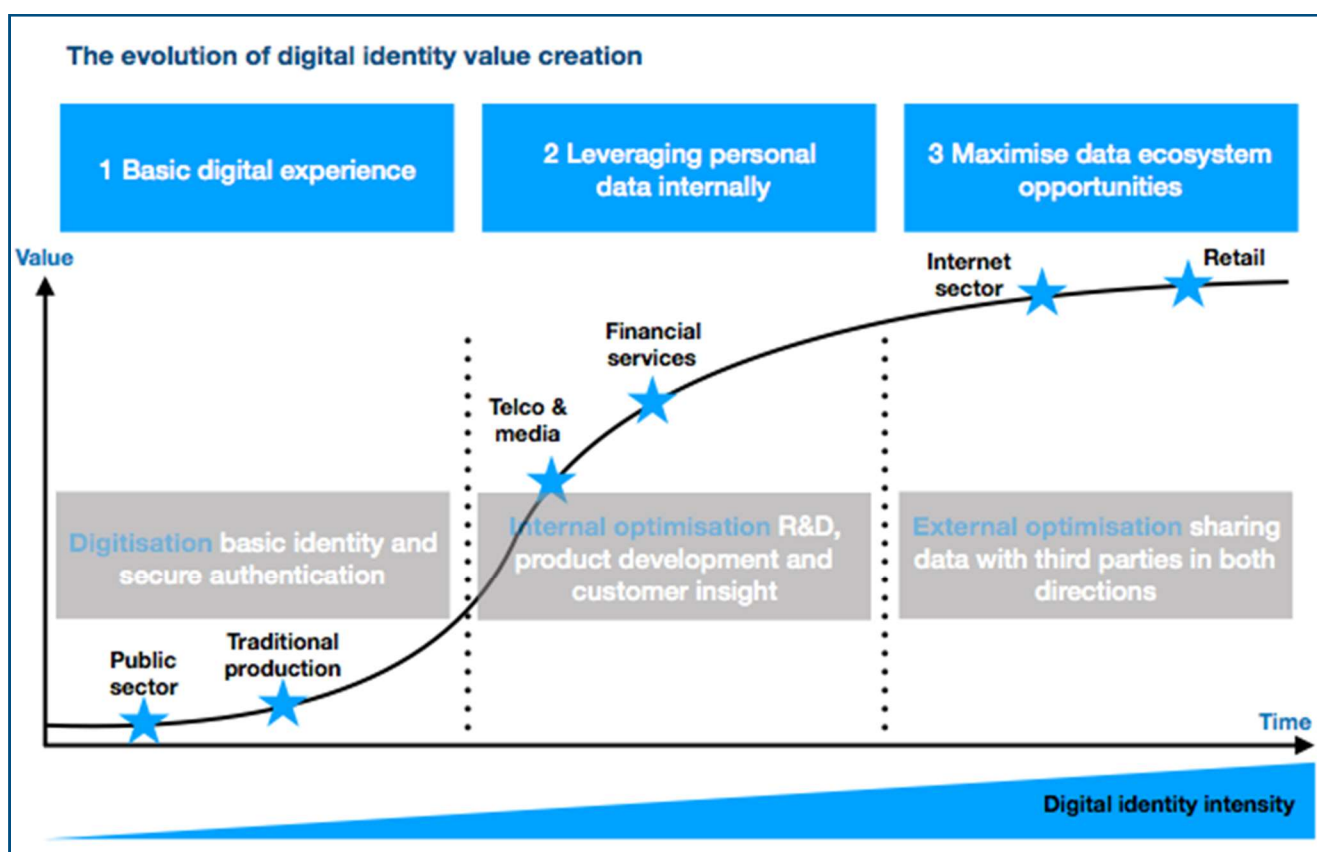 The evolution of digital identity value creation
1 Basic digital experience
2 Leveraging personal
data internally
3 Maximise data ecosystem
opportunities
Value
Internet
sector
Retail
Financial
services
Telco &
media
Digitisation basic identity and
secure authentication
Internal optimisation R&D,
product development and
customer insight
External optimisation sharing
data with third parties in both
directions
Public
sector
Traditional
production
Time
Digital identity intensity